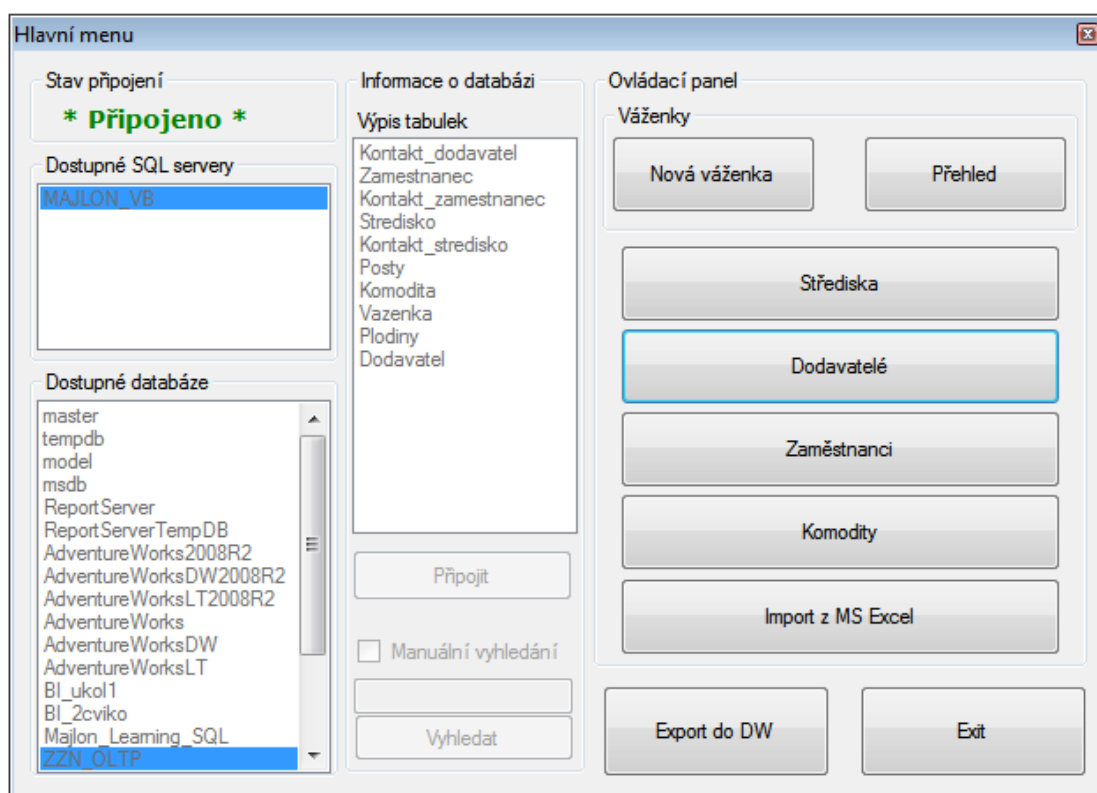 Hlavní menu
Stav připojení
* Připojeno *
Dostupné SQL servery
MAJLON_VB
Dostupné databáze
master
tempdb
model
msdb
ReportServer
ReportServerTempDB
AdventureWorks2008R2
AdventureWorksDW2008R2
AdventureWorksLT2008R2
AdventureWorks
AdventureWorksDW
AdventureWorksLT
BI_ukol1
BI_2cviko
Majlon_Learning_SQL
ZZN_OLTP
Informace o databázi
Výpis tabulek
Kontakt_dodavatel
Zamestnanec
Kontakt_zamestnanec
Stredisko
Kontakt_stredisko
Posty
Komodita
Vazenka
Plodiny
Dodavatel
Připojit
Manuální vyhledání
Vyhledat
Ovládací panel
Váženky
Nová váženka
Přehled
Střediska
Dodavatelé
Zaměstnanci
Komodity
Import z MS Excel
Export do DW
Exit